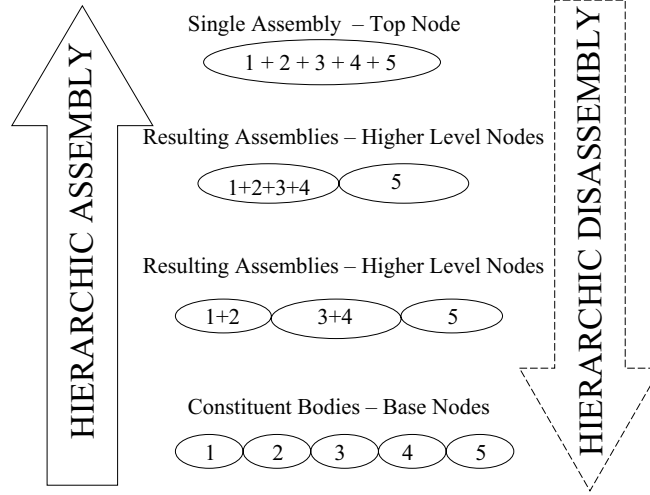 Single Assembly – Top Node
1 + 2 + 3 + 4 + 5
HIERARCHIC ASSEMBLY
HIERARCHIC DISASSEMBLY
Resulting Assemblies – Higher Level Nodes
1+2+3+4 5
Resulting Assemblies – Higher Level Nodes
1+2 3+4 5
Constituent Bodies – Base Nodes
1 2 3 4 5